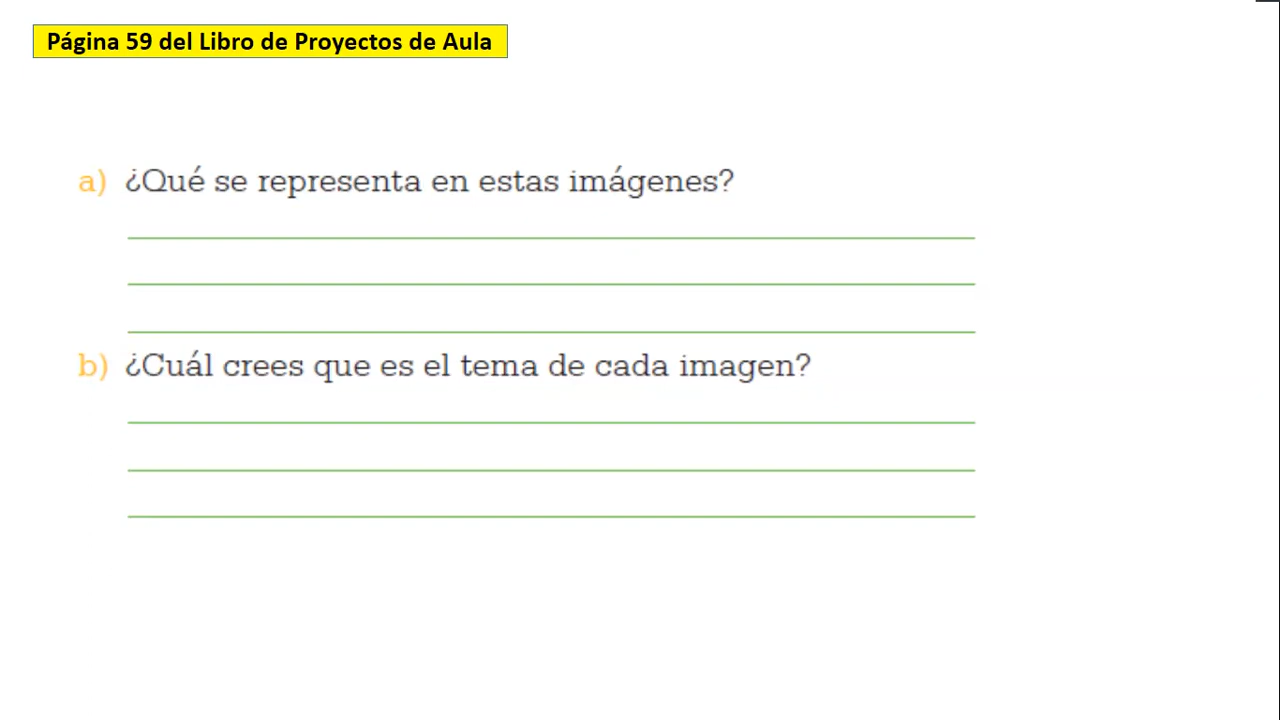 Página 59 del Libro de Proyectos de Aula
a) ¿Qué se representa en estas imágenes?
b) ¿Cuál crees que es el tema de cada imagen?